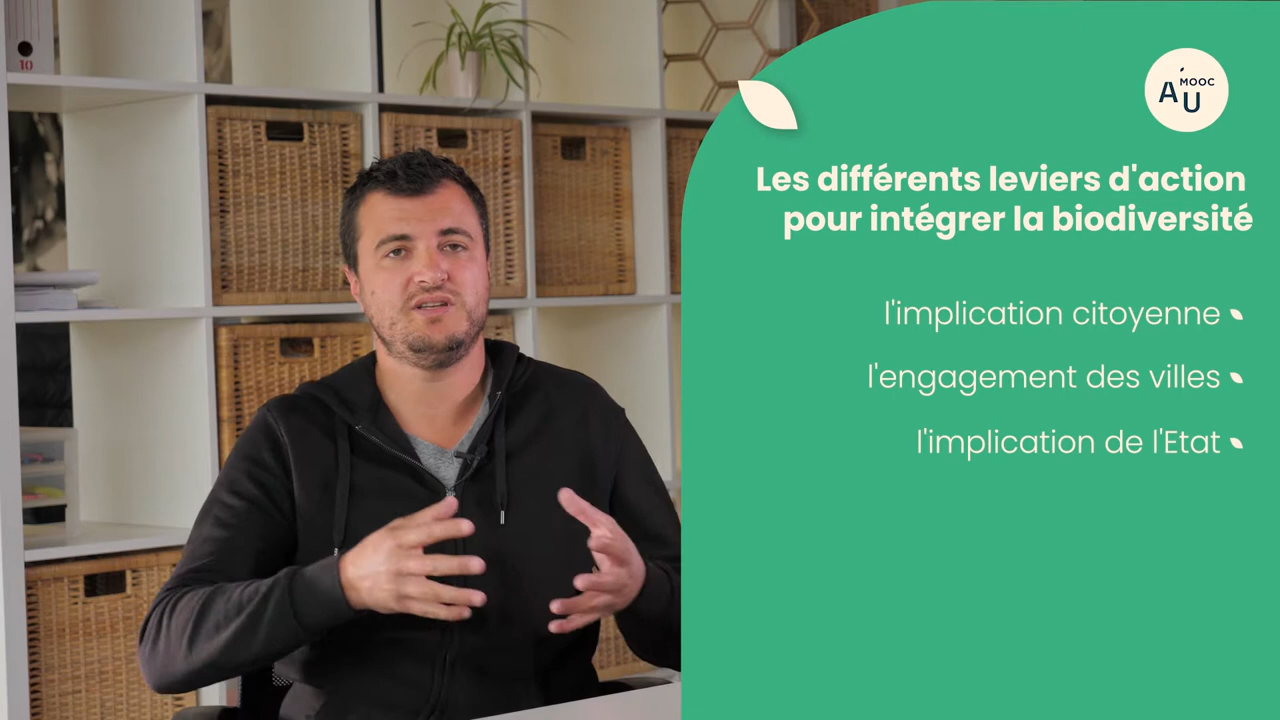 10
MOOC
AU
Les différents leviers d'action
pour intégrer la biodiversité
l'implication citoyenne
l'engagement des villes
l'implication de l'Etat